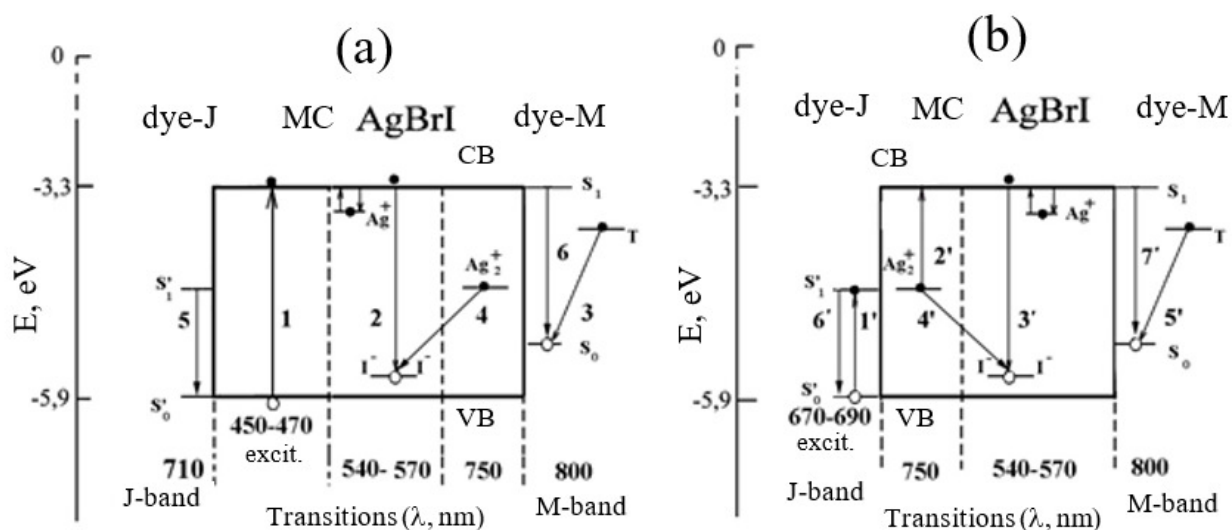 (a)
0
dye-J MC AgBrI dye-M
CB
-3,3
S₁
Ag⁺
T
6
Ag₂⁺
S'₁
5 1 2 4 3
E, eV
S₀
I⁻ I⁻
-5,9
S'₀
VB
450-470
excit.
710 540- 570 750 800
J-band M-band
Transitions (λ, nm)
(b)
0
dye-J MC AgBrI dye-M
CB
-3,3
S₁
Ag⁺
T
2' 7'
Ag₂⁺
S'₁
6' 1' 4' 3' 5'
E, eV
S₀
I⁻ I⁻
S'₀
-5,9
670-690
VB
excit.
750 540-570 800
J-band M-band
Transitions (λ, nm)